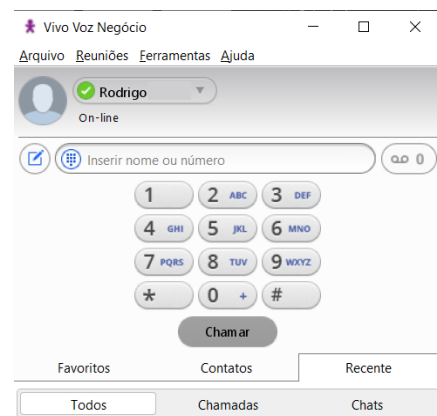 Vivo Voz Negócio
Arquivo Reuniões Ferramentas Ajuda
Rodrigo
On-line
Inserir nome ou número 0
1 2 ABC 3 DEF
4 GHI 5 JKL 6 MNO
7 PQRS 8 TUV 9 WXYZ
* 0 + #
Chamar
Favoritos Contatos Recente
Todos Chamadas Chats